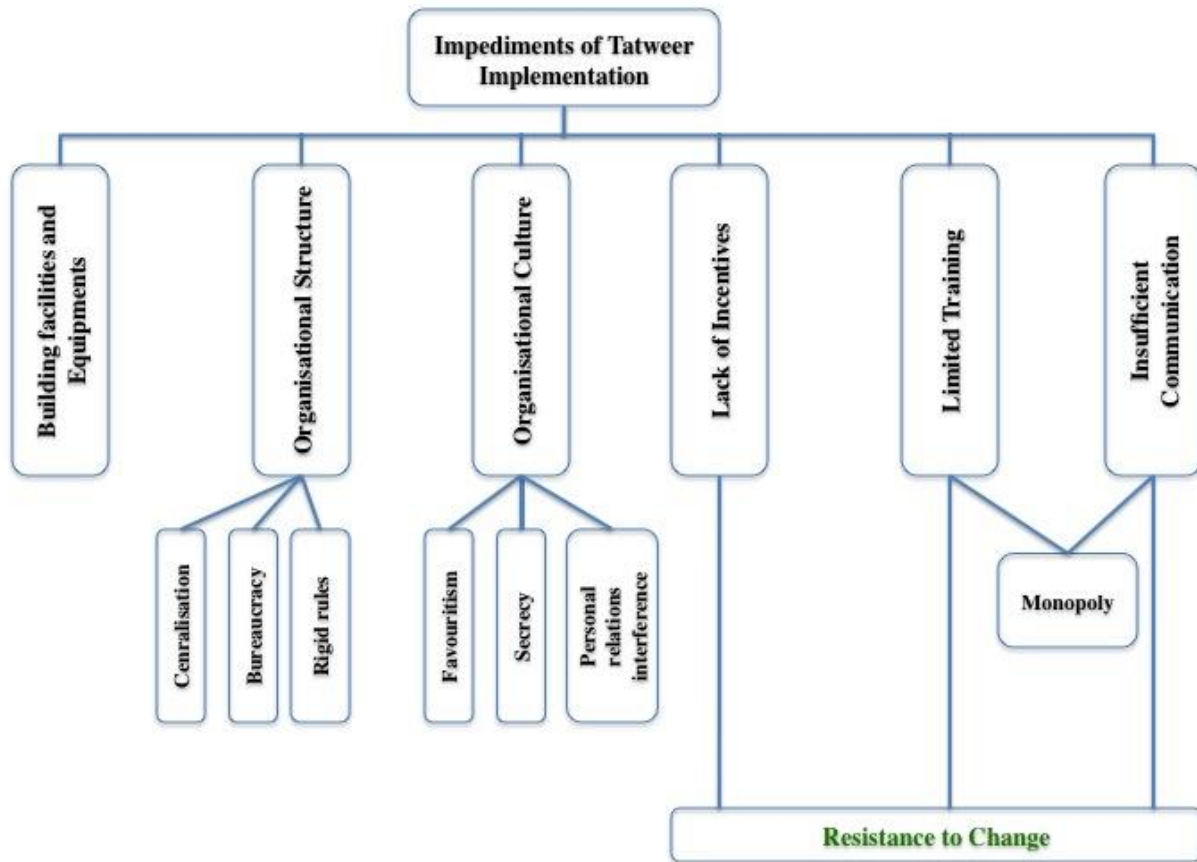 Impediments of Tatweer
Implementation
Building facilities and
Equipments
Organisational Structure
Organisational Culture
Lack of Incentives
Limited Training
Insufficient
Communication
Cenralisation
Bureaucracy
Rigid rules
Favouritism
Secrecy
Personal
relations
interference
Monopoly
Resistance to Change